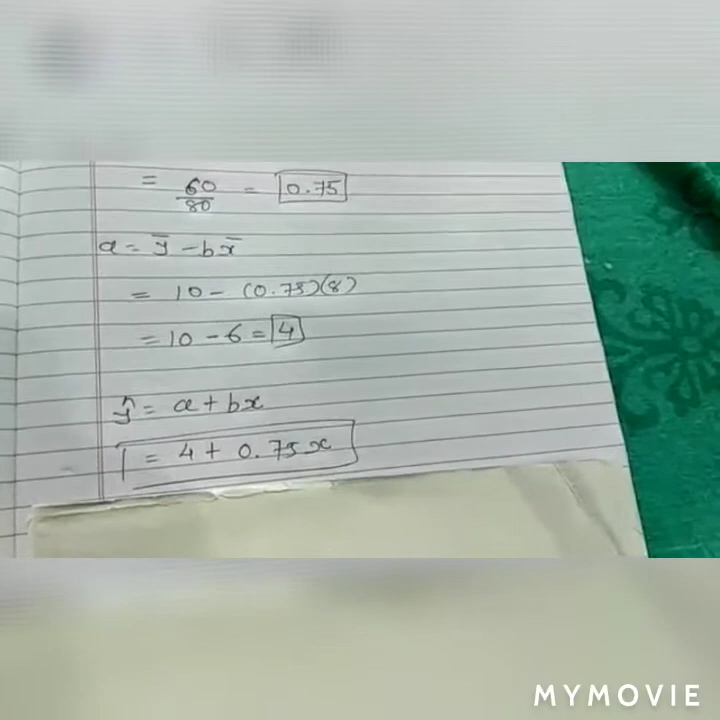 = 60/80 = 0.75
a = ȳ - bx̄
= 10 - (0.75)(8)
= 10 - 6 = 4
ŷ = a + bx
= 4 + 0.75x
MYMOVIE